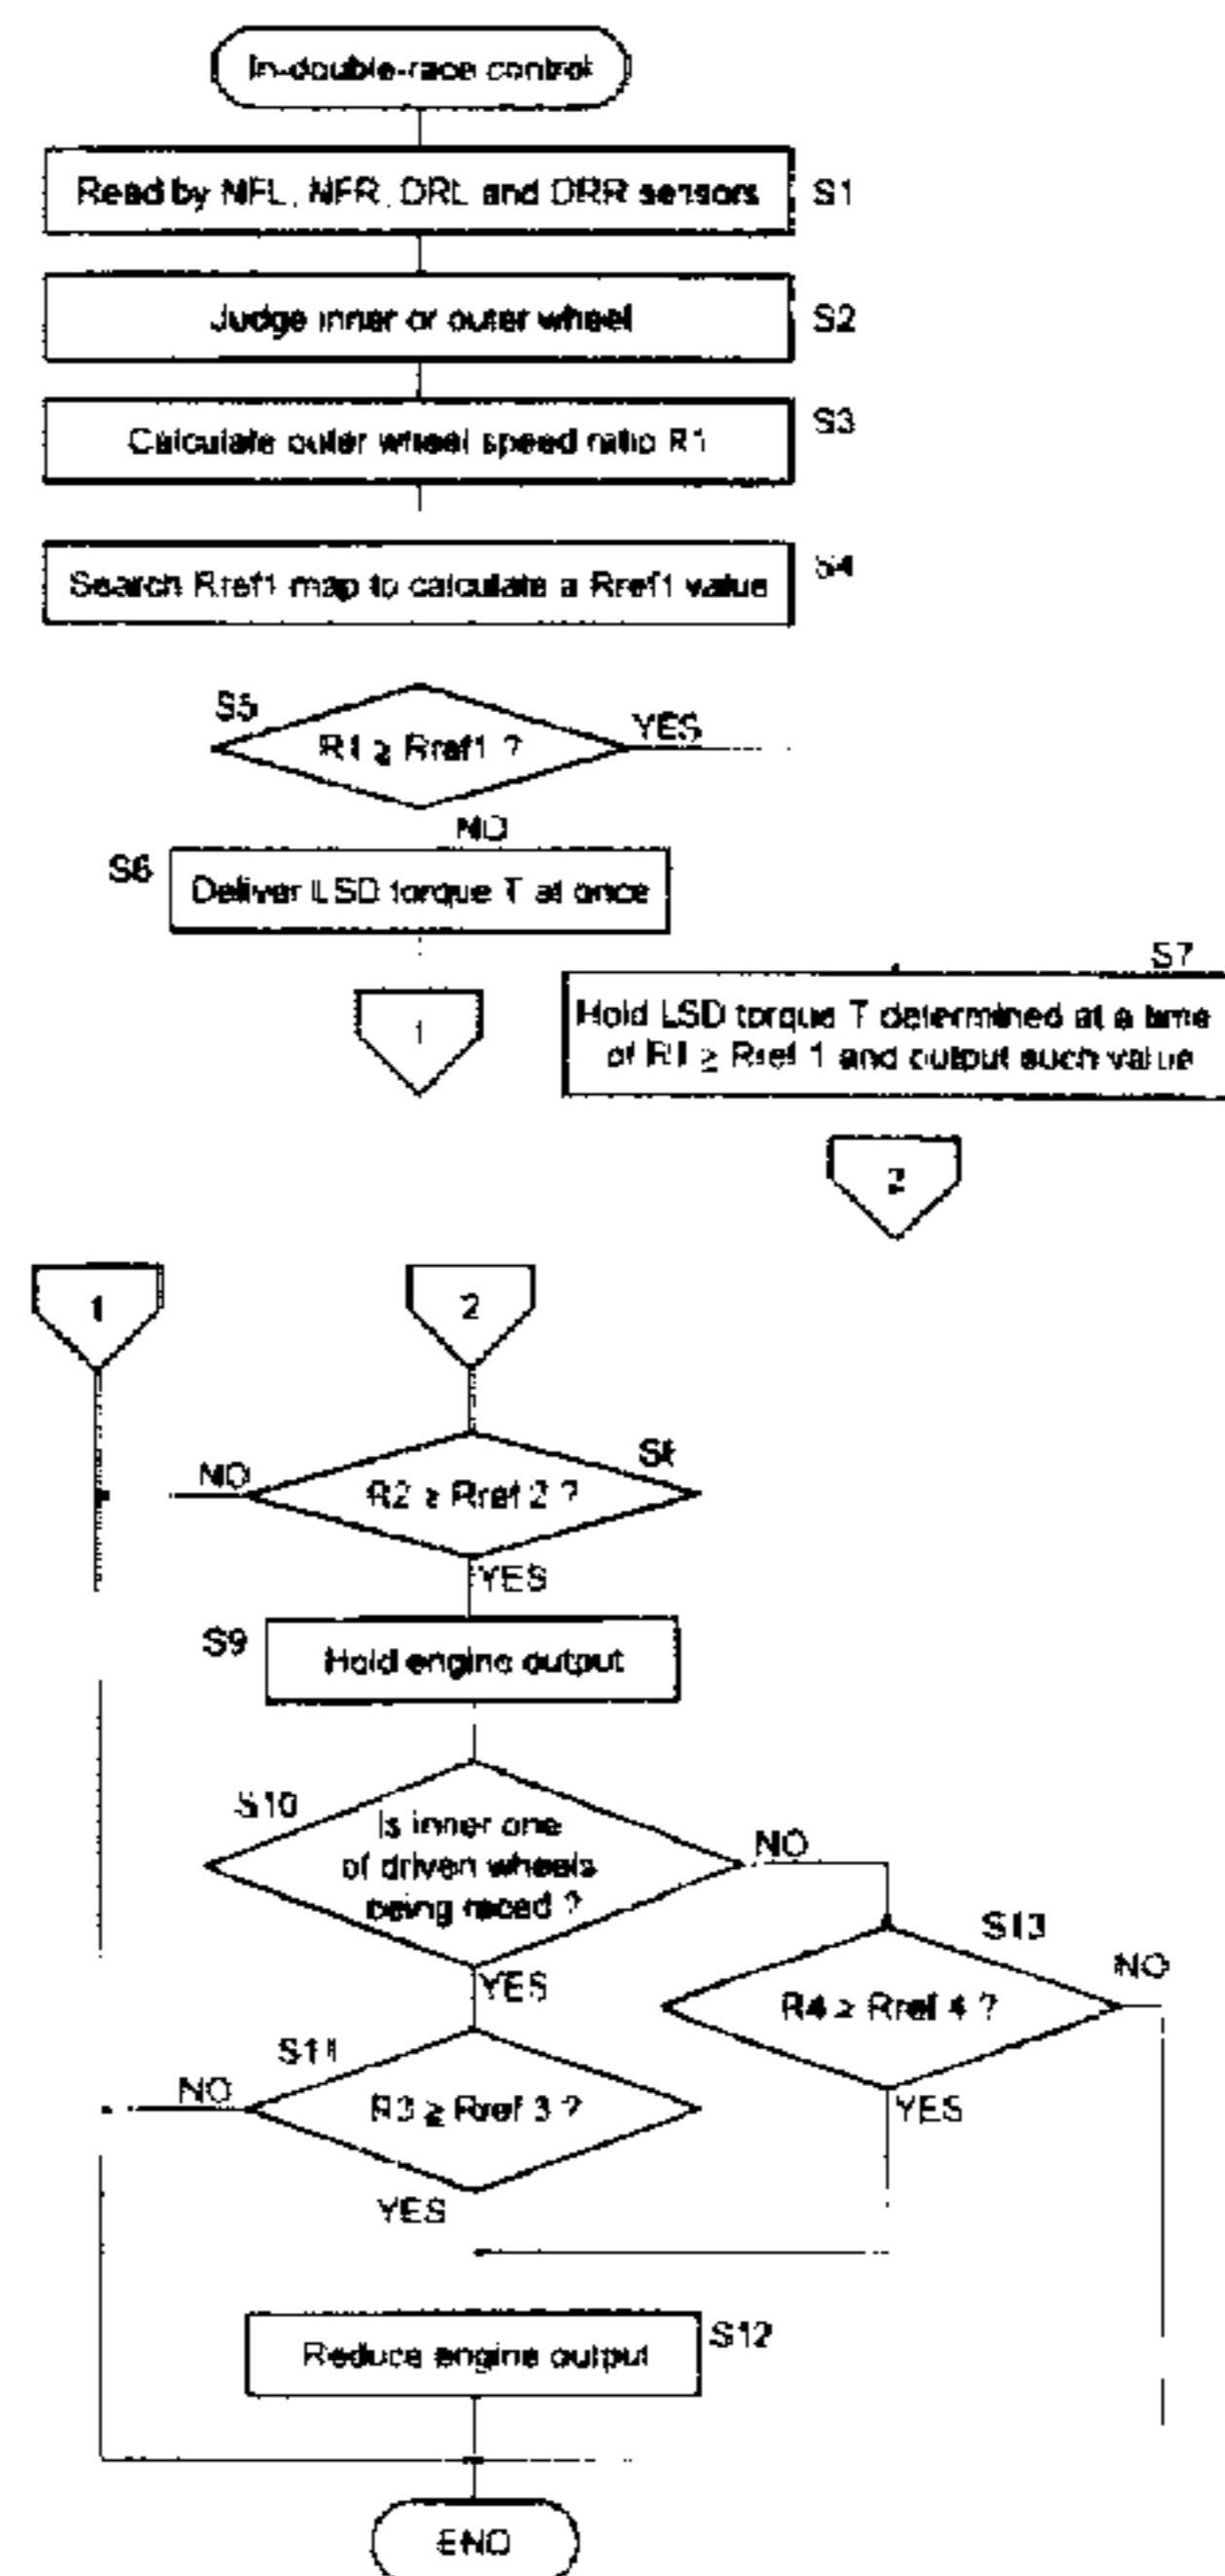 In-double-race control
Read by NFL, NFR, DRL and DRR sensors
S1
Judge inner or outer wheel
S2
Calculate outer wheel speed ratio R1
S3
Search Rref1 map to calculate a Rref1 value
S4
S5
R1 ≥ Rref1 ?
YES
NO
S6
Deliver LSD torque T at once
1
S7
Hold LSD torque T determined at a time
of R1 ≥ Rref 1 and output such value
2
1
2
NO
R2 ≥ Rref 2 ?
YES
S9
Hold engine output
S10
Is inner one
of driven wheels
being raced ?
NO
YES
S13
R4 ≥ Rref 4 ?
NO
YES
S11
NO
R3 ≥ Rref 3 ?
YES
Reduce engine output
S12
END